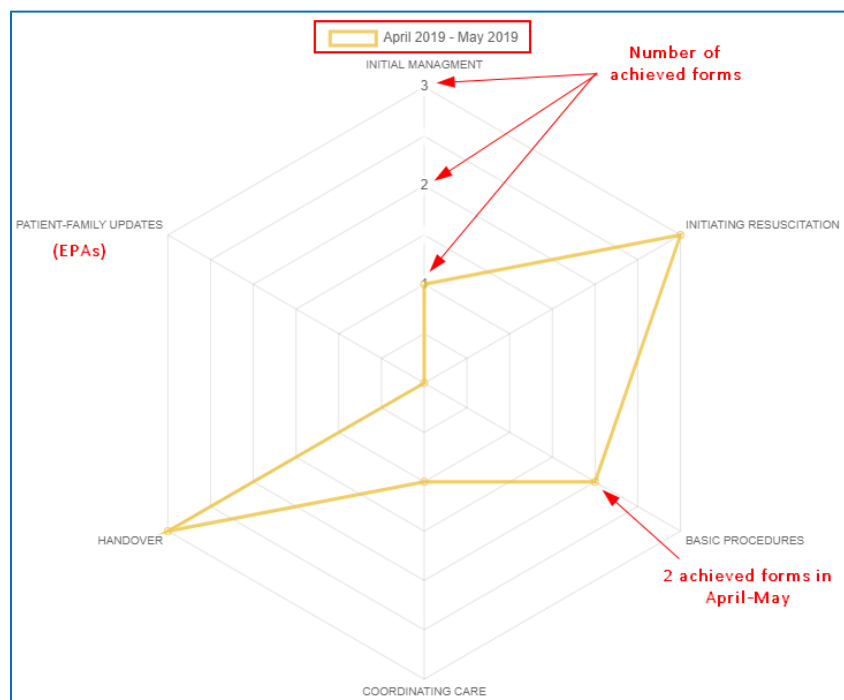 April 2019 - May 2019
INITIAL MANAGMENT
Number of
achieved forms
3
2
1
PATIENT-FAMILY UPDATES
(EPAs)
INITIATING RESUSCITATION
HANDOVER
BASIC PROCEDURES
2 achieved forms in
April-May
COORDINATING CARE